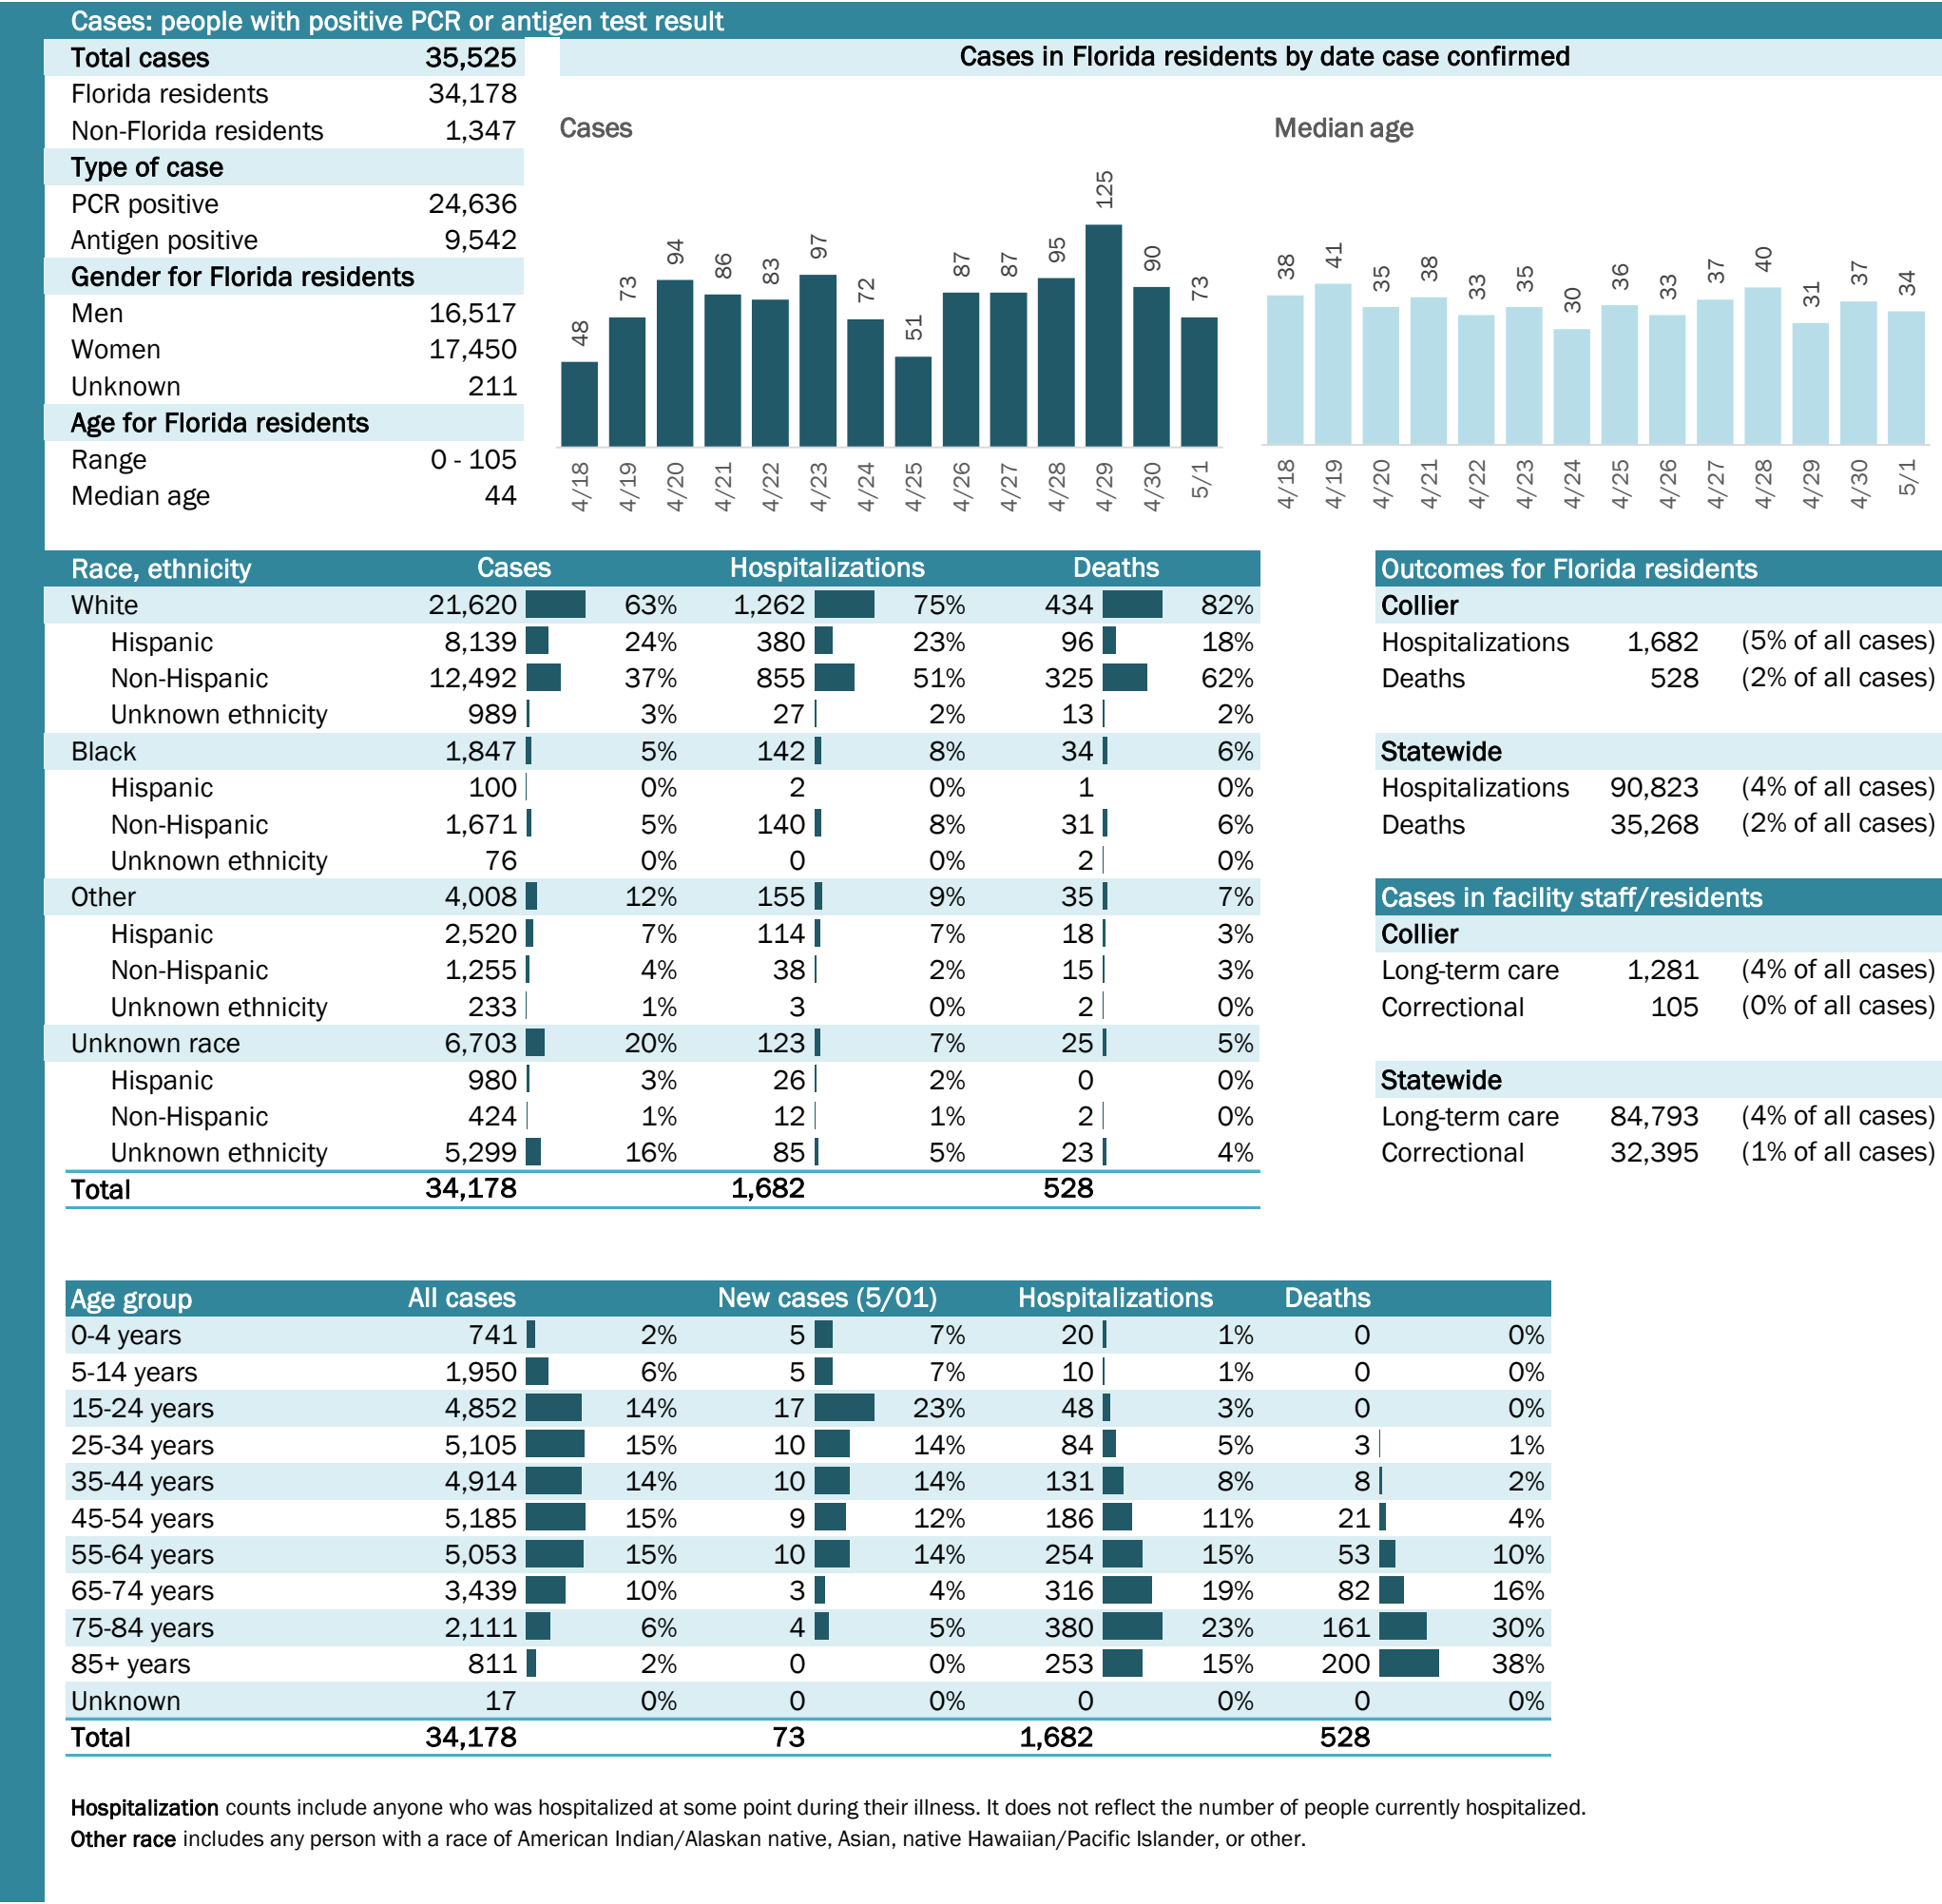 Cases: people with positive PCR or antigen test result
Total cases 35,525
Florida residents 34,178
Non-Florida residents 1,347
Type of case
PCR positive 24,636
Antigen positive 9,542
Gender for Florida residents
Men 16,517
Women 17,450
Unknown 211
Age for Florida residents
Range 0 - 105
Median age 44
Cases in Florida residents by date case confirmed
Cases
48 73 94 86 83 97 72 51 87 87 95 125 90 73
4/18 4/19 4/20 4/21 4/22 4/23 4/24 4/25 4/26 4/27 4/28 4/29 4/30 5/1
Median age
38 41 35 38 33 35 30 36 33 37 40 31 37 34
4/18 4/19 4/20 4/21 4/22 4/23 4/24 4/25 4/26 4/27 4/28 4/29 4/30 5/1
Race, ethnicity Cases Hospitalizations Deaths
White 21,620 63% 1,262 75% 434 82%
Hispanic 8,139 24% 380 23% 96 18%
Non-Hispanic 12,492 37% 855 51% 325 62%
Unknown ethnicity 989 3% 27 2% 13 2%
Black 1,847 5% 142 8% 34 6%
Hispanic 100 0% 2 0% 1 0%
Non-Hispanic 1,671 5% 140 8% 31 6%
Unknown ethnicity 76 0% 0 0% 2 0%
Other 4,008 12% 155 9% 35 7%
Hispanic 2,520 7% 114 7% 18 3%
Non-Hispanic 1,255 4% 38 2% 15 3%
Unknown ethnicity 233 1% 3 0% 2 0%
Unknown race 6,703 20% 123 7% 25 5%
Hispanic 980 3% 26 2% 0 0%
Non-Hispanic 424 1% 12 1% 2 0%
Unknown ethnicity 5,299 16% 85 5% 23 4%
Total 34,178 1,682 528
Outcomes for Florida residents
Collier
Hospitalizations 1,682 (5% of all cases)
Deaths 528 (2% of all cases)
Statewide
Hospitalizations 90,823 (4% of all cases)
Deaths 35,268 (2% of all cases)
Cases in facility staff/residents
Collier
Long-term care 1,281 (4% of all cases)
Correctional 105 (0% of all cases)
Statewide
Long-term care 84,793 (4% of all cases)
Correctional 32,395 (1% of all cases)
Age group All cases New cases (5/01) Hospitalizations Deaths
0-4 years 741 2% 5 7% 20 1% 0 0%
5-14 years 1,950 6% 5 7% 10 1% 0 0%
15-24 years 4,852 14% 17 23% 48 3% 0 0%
25-34 years 5,105 15% 10 14% 84 5% 3 1%
35-44 years 4,914 14% 10 14% 131 8% 8 2%
45-54 years 5,185 15% 9 12% 186 11% 21 4%
55-64 years 5,053 15% 10 14% 254 15% 53 10%
65-74 years 3,439 10% 3 4% 316 19% 82 16%
75-84 years 2,111 6% 4 5% 380 23% 161 30%
85+ years 811 2% 0 0% 253 15% 200 38%
Unknown 17 0% 0 0% 0 0% 0 0%
Total 34,178 73 1,682 528
Hospitalization counts include anyone who was hospitalized at some point during their illness. It does not reflect the number of people currently hospitalized.
Other race includes any person with a race of American Indian/Alaskan native, Asian, native Hawaiian/Pacific Islander, or other.